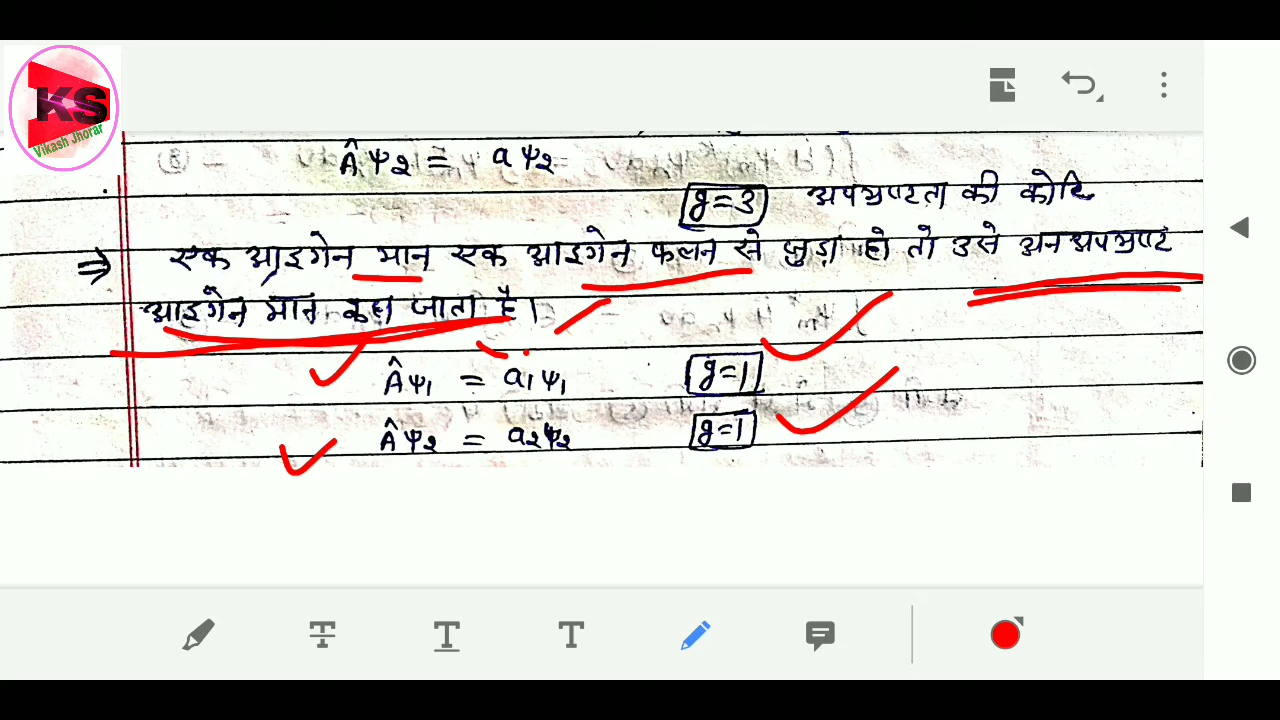 KS
Vikash Jhorar
Âψ₂ = aψ₂
g=3 अपभ्रष्टता की कोटि
⇒ एक आइगेन मान एक आइगेन फलन से जुड़ा हो तो उसे अनअपभ्रष्ट
आइगेन मान कहा जाता है।
Âψ₁ = a₁ψ₁ g=1
Âψ₂ = a₂ψ₂ g=1